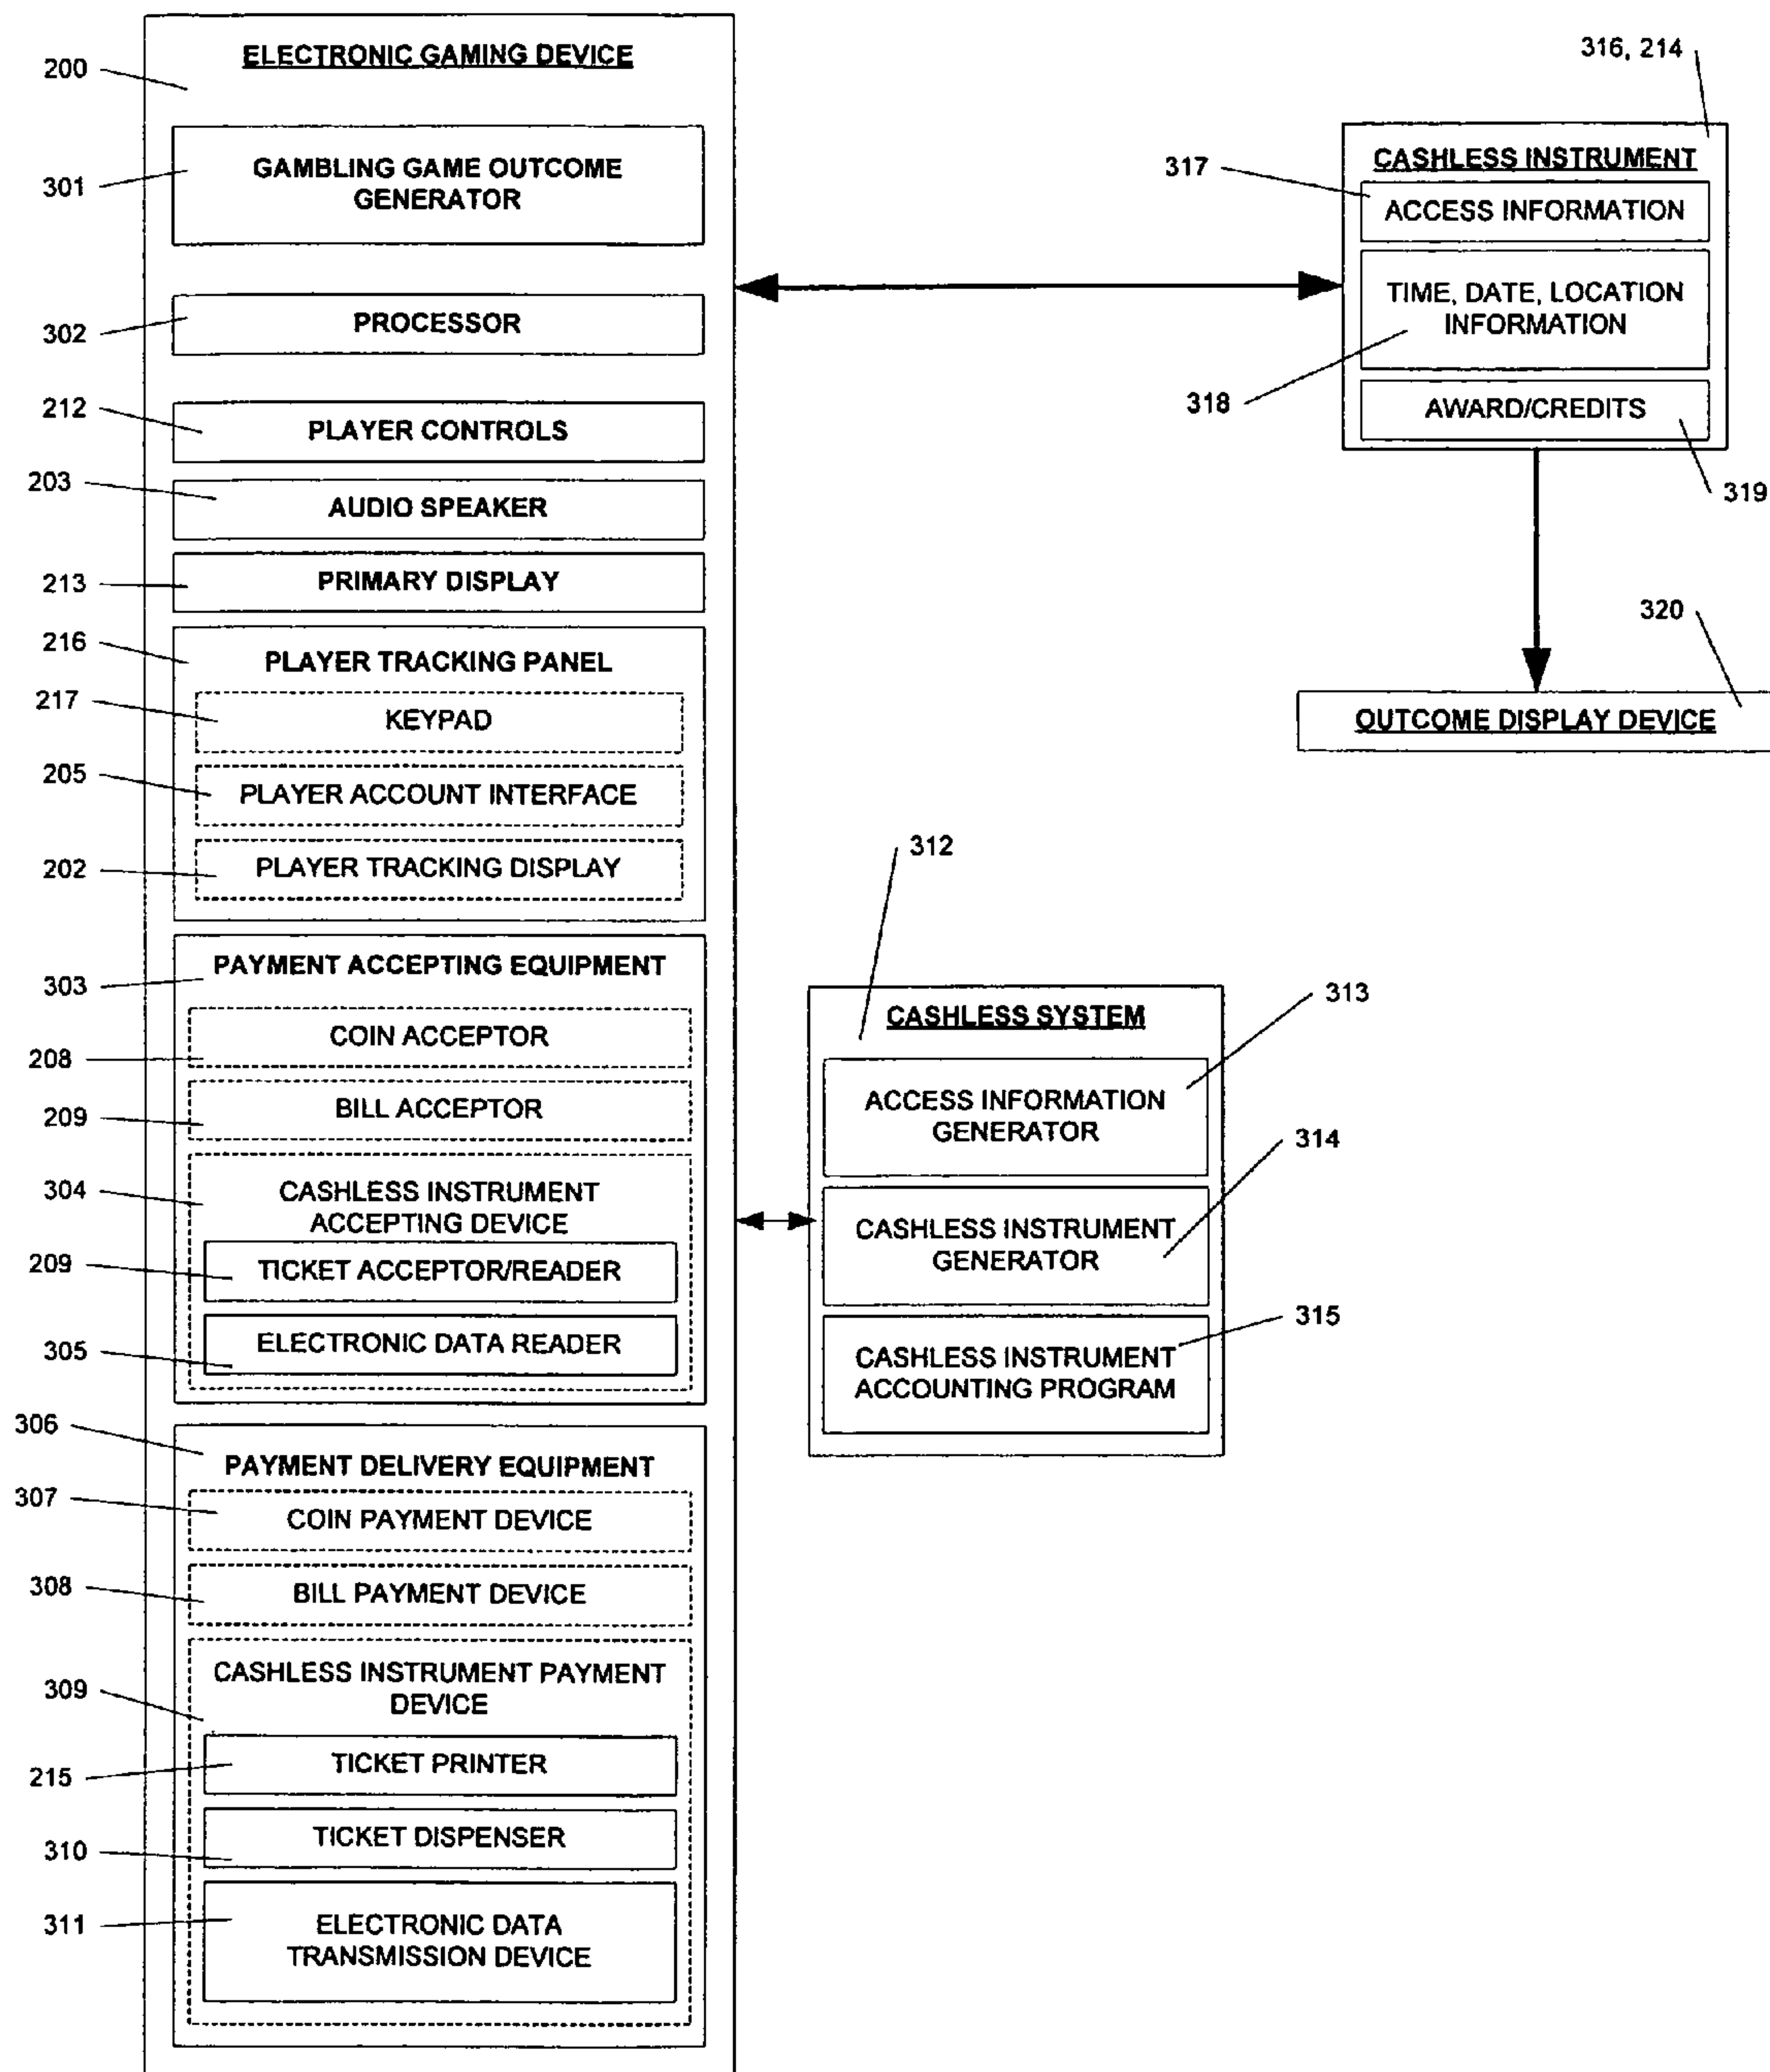 ELECTRONIC GAMING DEVICE
200
GAMBLING GAME OUTCOME
GENERATOR
301
PROCESSOR
302
212
PLAYER CONTROLS
203
AUDIO SPEAKER
213
PRIMARY DISPLAY
216
PLAYER TRACKING PANEL
217
KEYPAD
205
PLAYER ACCOUNT INTERFACE
202
PLAYER TRACKING DISPLAY
303
PAYMENT ACCEPTING EQUIPMENT
COIN ACCEPTOR
208
BILL ACCEPTOR
209
304
CASHLESS INSTRUMENT
ACCEPTING DEVICE
209
TICKET ACCEPTOR/READER
ELECTRONIC DATA READER
305
306
PAYMENT DELIVERY EQUIPMENT
307
COIN PAYMENT DEVICE
308
BILL PAYMENT DEVICE
CASHLESS INSTRUMENT PAYMENT
DEVICE
309
TICKET PRINTER
215
TICKET DISPENSER
310
311
ELECTRONIC DATA
TRANSMISSION DEVICE
316, 214
CASHLESS INSTRUMENT
317
ACCESS INFORMATION
TIME, DATE, LOCATION
INFORMATION
318
AWARD/CREDITS
319
320
OUTCOME DISPLAY DEVICE
312
CASHLESS SYSTEM
313
ACCESS INFORMATION
GENERATOR
314
CASHLESS INSTRUMENT
GENERATOR
315
CASHLESS INSTRUMENT
ACCOUNTING PROGRAM